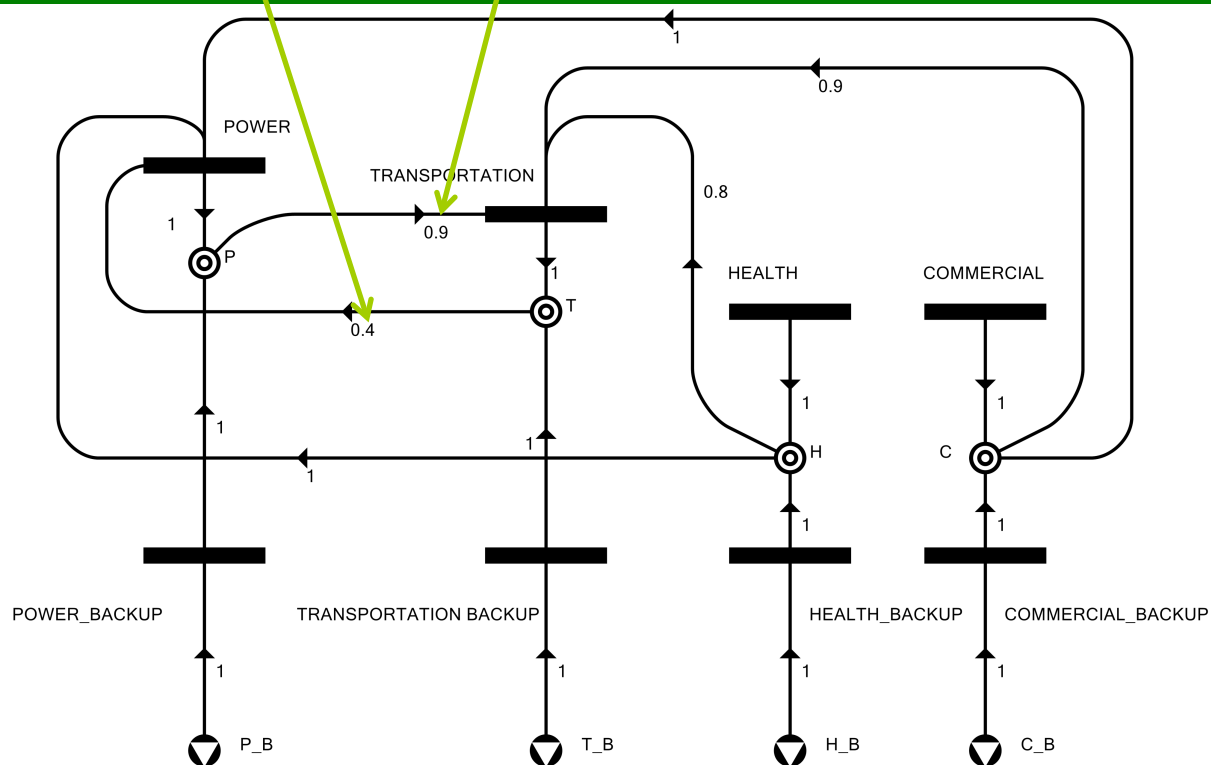 1
0.9
POWER
TRANSPORTATION
0.8
1
P
0.9
1
HEALTH
COMMERCIAL
T
0.4
1
1
1
1
H
C
1
1
1
1
POWER_BACKUP
TRANSPORTATION BACKUP
HEALTH_BACKUP
COMMERCIAL_BACKUP
1
1
1
1
P_B
T_B
H_B
C_B